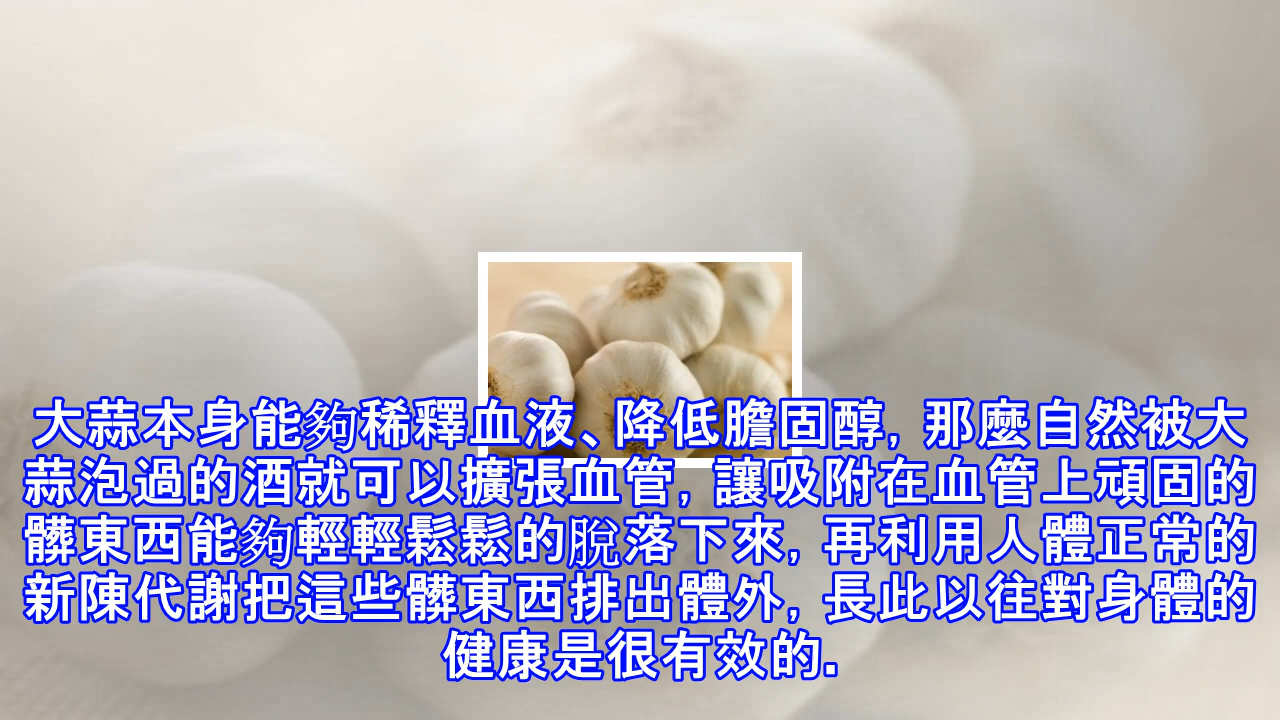 大蒜本身能夠稀釋血液、降低膽固醇, 那麼自然被大
蒜泡過的酒就可以擴張血管, 讓吸附在血管上頑固的
髒東西能夠輕輕鬆鬆的脫落下來, 再利用人體正常的
新陳代謝把這些髒東西排出體外, 長此以往對身體的
健康是很有效的.